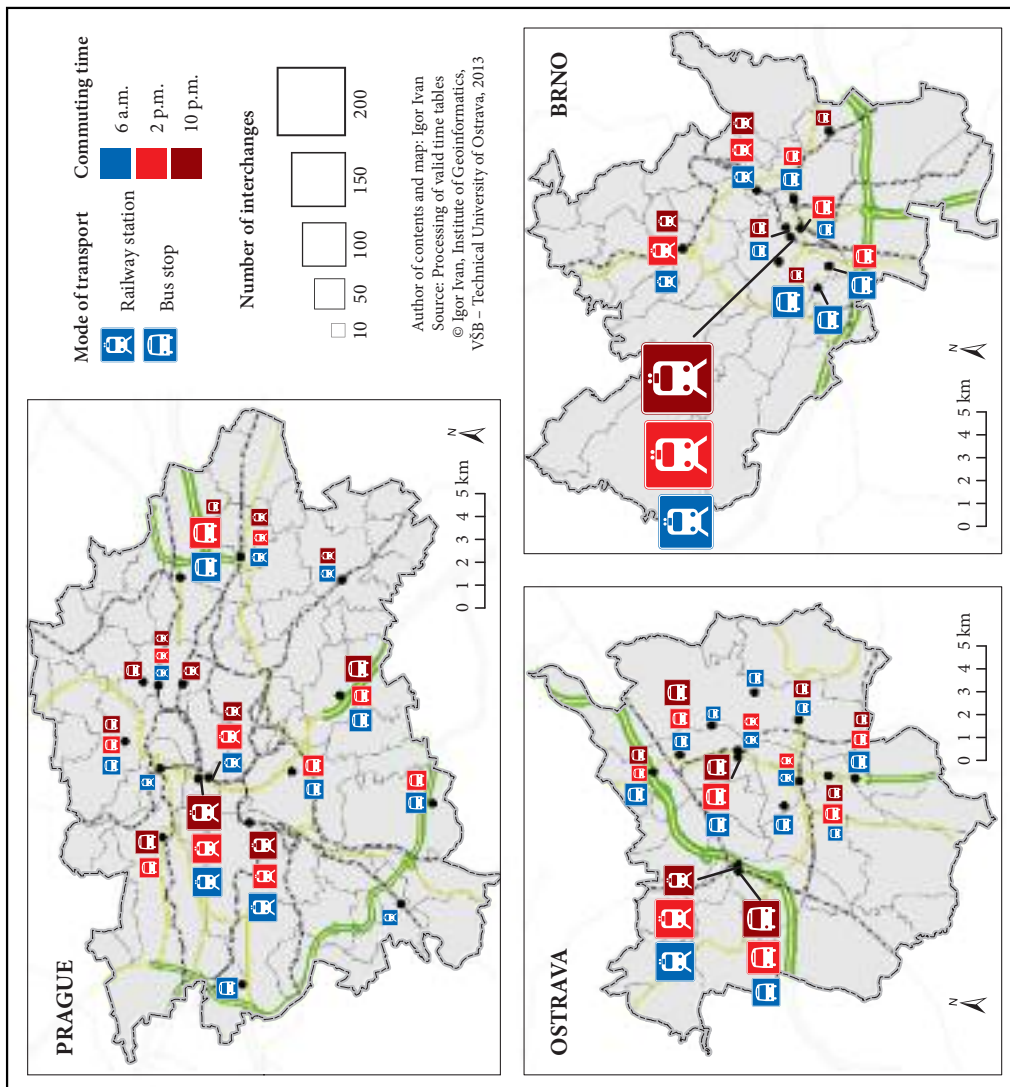 PRAGUE
N
0 1 2 3 4 5 km
Mode of transport
Railway station
Bus stop
Commuting time
6 a.m.
2 p.m.
10 p.m.
Number of interchanges
10 50 100 150 200
Author of contents and map: Igor Ivan
Source: Processing of valid time tables
© Igor Ivan, Institute of Geoinformatics,
VŠB – Technical University of Ostrava, 2013
OSTRAVA
N
0 1 2 3 4 5 km
BRNO
N
0 1 2 3 4 5 km